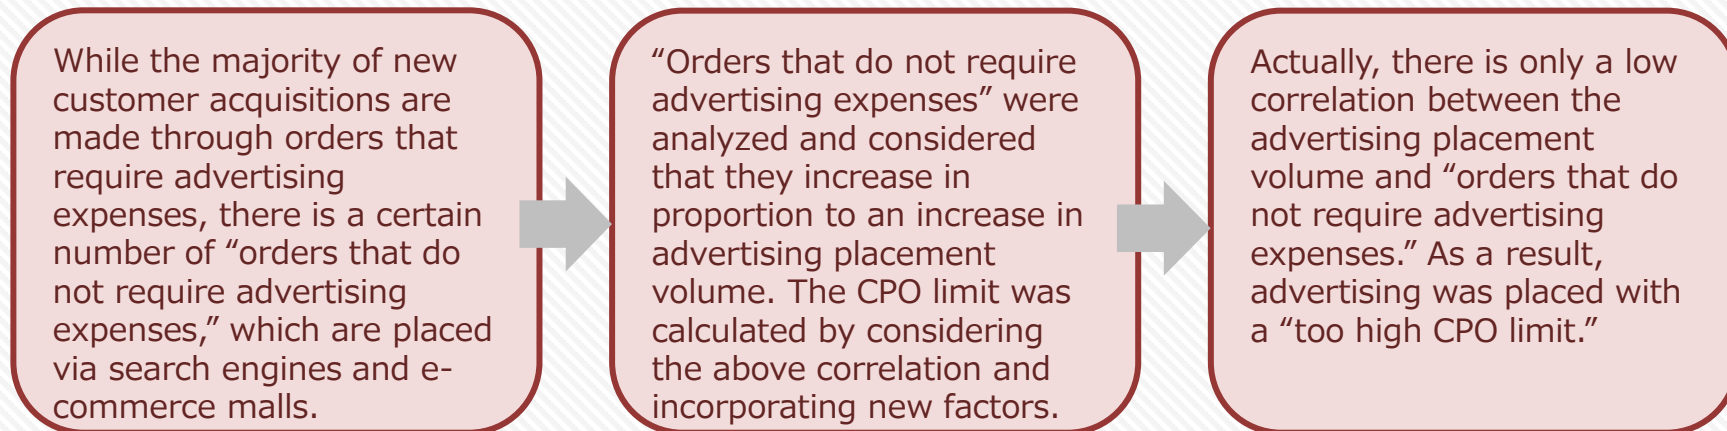 While the majority of new
customer acquisitions are
made through orders that
require advertising
expenses, there is a certain
number of “orders that do
not require advertising
expenses,” which are placed
via search engines and e-
commerce malls.
“Orders that do not require
advertising expenses” were
analyzed and considered
that they increase in
proportion to an increase in
advertising placement
volume. The CPO limit was
calculated by considering
the above correlation and
incorporating new factors.
Actually, there is only a low
correlation between the
advertising placement
volume and “orders that do
not require advertising
expenses.” As a result,
advertising was placed with
a “too high CPO limit.”